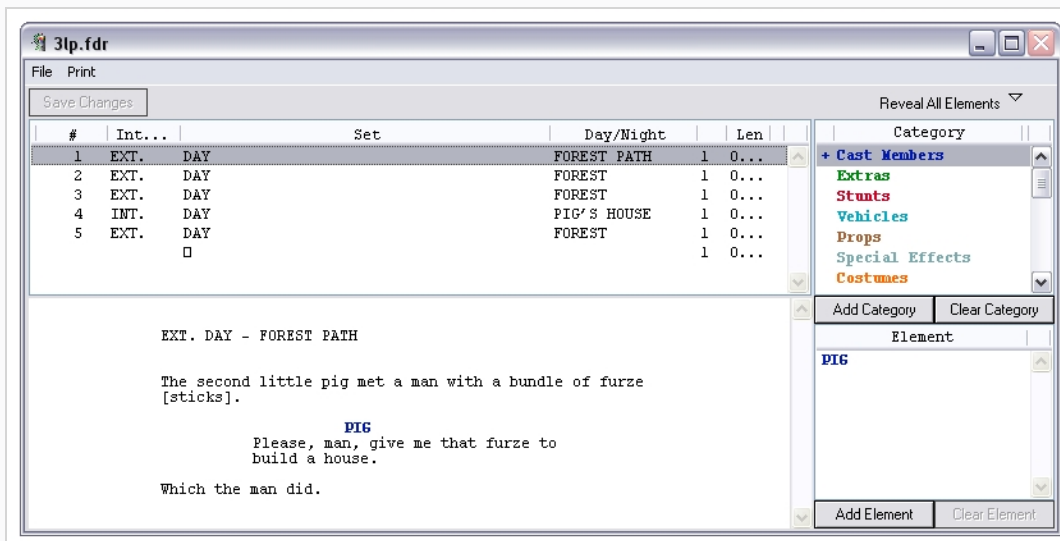 3lp.fdr
File Print
Save Changes Reveal All Elements
# Int... Set Day/Night Len
1 EXT. DAY FOREST PATH 1 0...
2 EXT. DAY FOREST 1 0...
3 EXT. DAY FOREST 1 0...
4 INT. DAY PIG'S HOUSE 1 0...
5 EXT. DAY FOREST 1 0...
1 0...
Category
+ Cast Members
Extras
Stunts
Vehicles
Props
Special Effects
Costumes
Add Category Clear Category
Element
PIG
Add Element Clear Element
EXT. DAY - FOREST PATH
The second little pig met a man with a bundle of furze
[sticks].
PIG
Please, man, give me that furze to
build a house.
Which the man did.